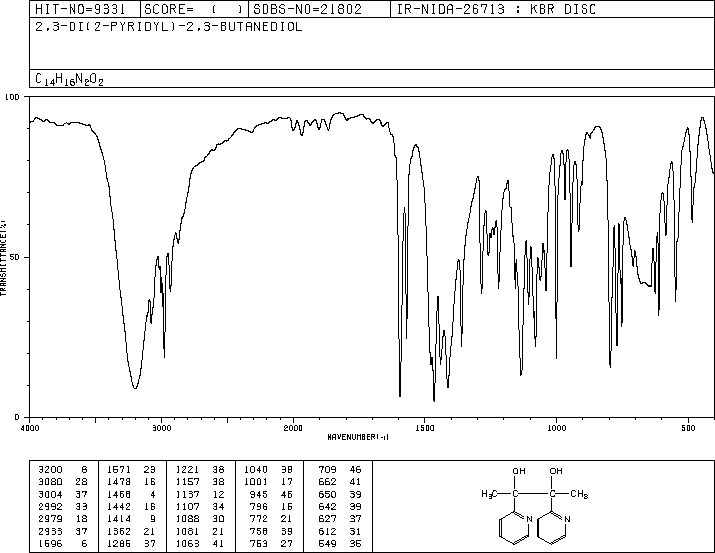 HIT-NO=9331 SCORE= ( ) SDBS-NO=21802 IR-NIDA-26713 : KBR DISC
2,3-DI(2-PYRIDYL)-2,3-BUTANEDIOL
C14H16N2O2
100
50
0
TRANSMITTANCE(%)
4000 3000 2000 1500 1000 500
WAVENUMBER(-1)
3200 8 1571 23 1221 38 1040 38 709 46
3080 28 1478 16 1157 38 1001 17 662 41
3004 37 1468 4 1137 12 945 46 650 39
2992 33 1442 16 1107 34 796 16 642 39
2979 18 1414 9 1088 30 772 21 627 37
2933 37 1362 21 1081 21 758 39 612 31
1596 6 1286 37 1063 41 753 27 549 35
OH OH
H3C C C CH3
N N